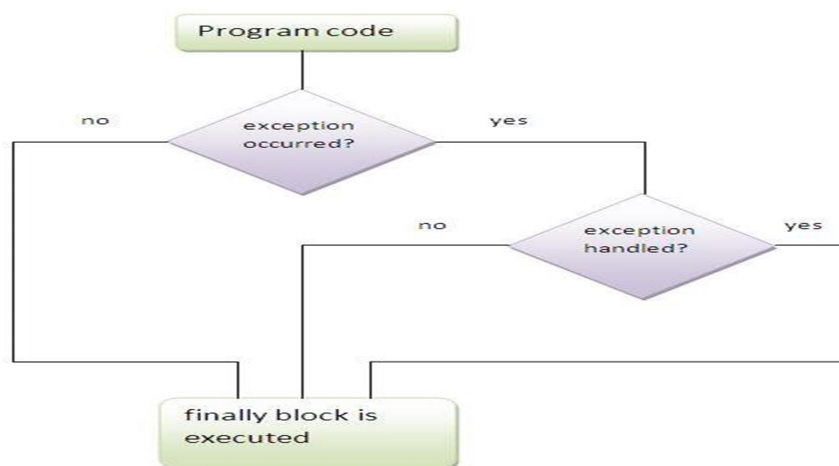 Program code
no
exception
occurred?
yes
no
exception
handled?
yes
finally block is
executed